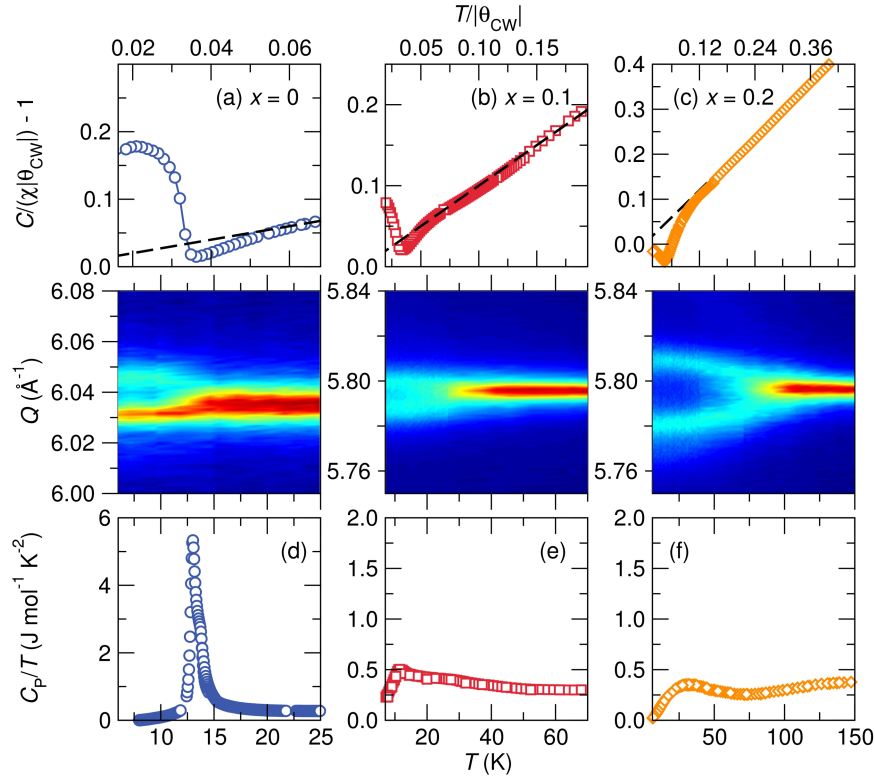 T/|θCW|
0.02 0.04 0.06
0.05 0.10 0.15
0.12 0.24 0.36
C/(χ|θCW|) - 1
0.2
0.1
0.0
(a) x = 0
0.2
0.1
0.0
(b) x = 0.1
0.4
0.3
0.2
0.1
0.0
(c) x = 0.2
Q (Å-1)
6.08
6.06
6.04
6.02
6.00
5.84
5.80
5.76
5.84
5.80
5.76
CP/T (J mol-1 K-2)
6
4
2
0
(d)
2.0
1.5
1.0
0.5
0.0
(e)
2.0
1.5
1.0
0.5
0.0
(f)
10 15 20 25
20 40 60
50 100 150
T (K)